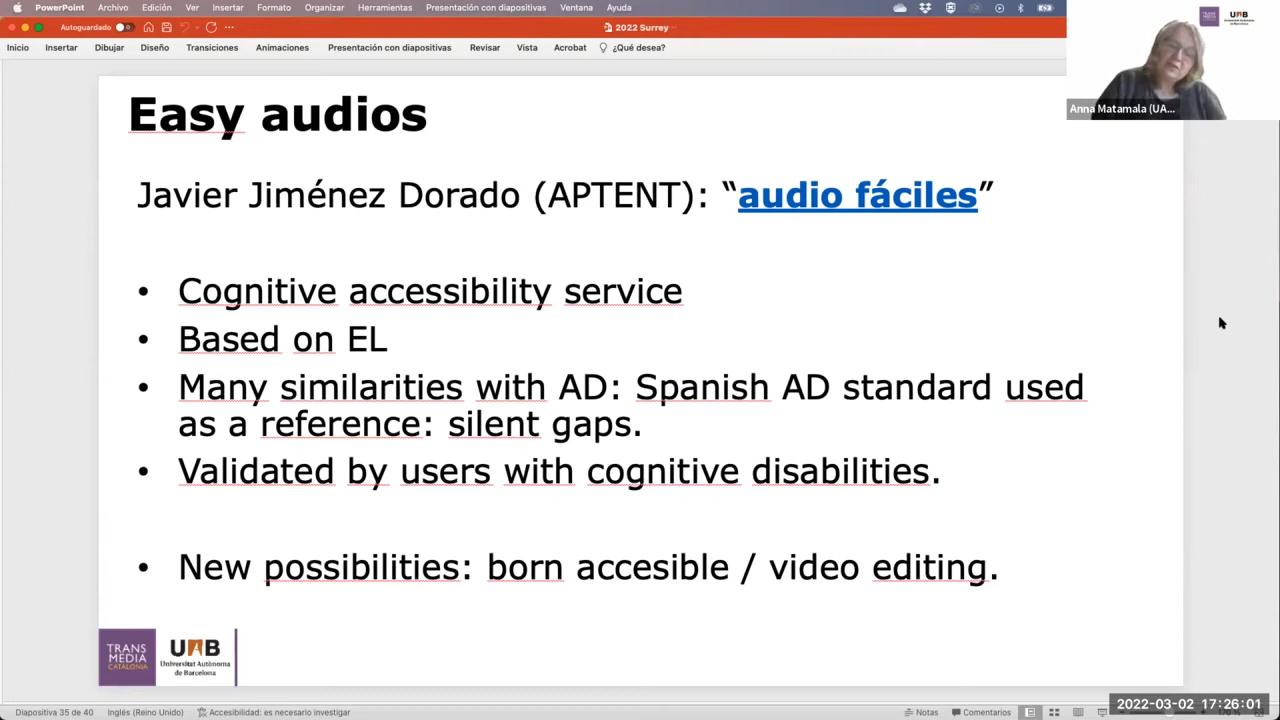 PowerPoint Archivo Editar Ver Insertar Formato Organizar Herramientas Presentación con diapositivas Ventana Ayuda
Autoguardado 2022 Surrey
Inicio Insertar Dibujar Diseño Transiciones Animaciones Presentación con diapositivas Revisar Vista Acrobat ¿Qué desea?
Anna Matamala (UA...
Easy audios
Javier Jiménez Dorado (APTENT): “audio fáciles”
• Cognitive accessibility service
• Based on EL
• Many similarities with AD: Spanish AD standard used
as a reference: silent gaps.
• Validated by users with cognitive disabilities.
• New possibilities: born accesible / video editing.
TRANS
MEDIA
CATALONIA
UAB
Universitat Autònoma
de Barcelona
2022-03-02 17:26:01
Diapositiva 35 de 40 Inglés (Reino Unido) Accesibilidad: es necesario investigar Notas Comentarios